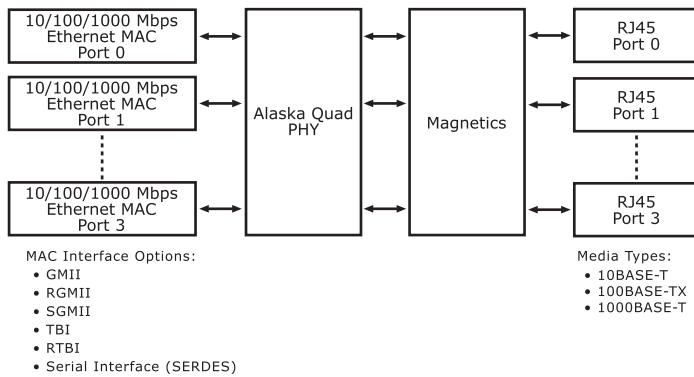 10/100/1000 Mbps
Ethernet MAC
Port 0
10/100/1000 Mbps
Ethernet MAC
Port 1
10/100/1000 Mbps
Ethernet MAC
Port 3
Alaska Quad
PHY
Magnetics
RJ45
Port 0
RJ45
Port 1
RJ45
Port 3
MAC Interface Options:
• GMII
• RGMII
• SGMII
• TBI
• RTBI
• Serial Interface (SERDES)
Media Types:
• 10BASE-T
• 100BASE-TX
• 1000BASE-T